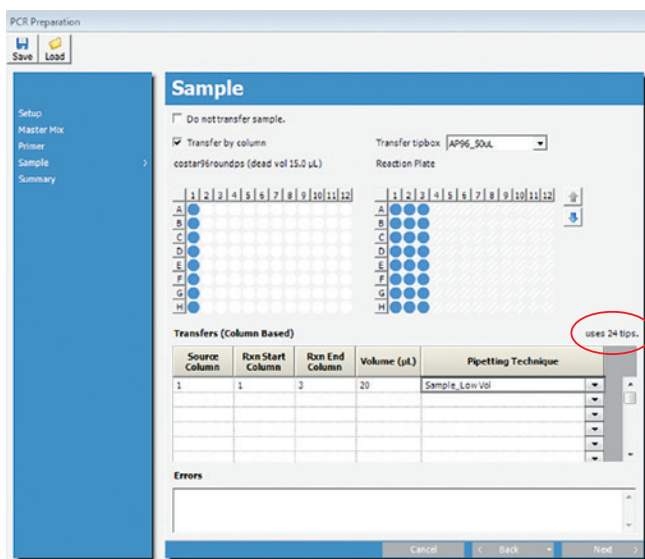 PCR Preparation
Save Load
Setup
Master Mix
Primer
Sample >
Summary
Sample
Do not transfer sample.
Transfer by column
Transfer tipbox AP96_50uL
costar96roundps (dead vol 15.0 µL)
Reaction Plate
1 2 3 4 5 6 7 8 9 10 11 12
1 2 3 4 5 6 7 8 9 10 11 12
A A
B B
C C
D D
E E
F F
G G
H H
Transfers (Column Based)
uses 24 tips.
Source Column Rxn Start Column Rxn End Column Volume (µL) Pipetting Technique
1 1 3 20 Sample_Low Vol
Errors
Cancel < Back Next >